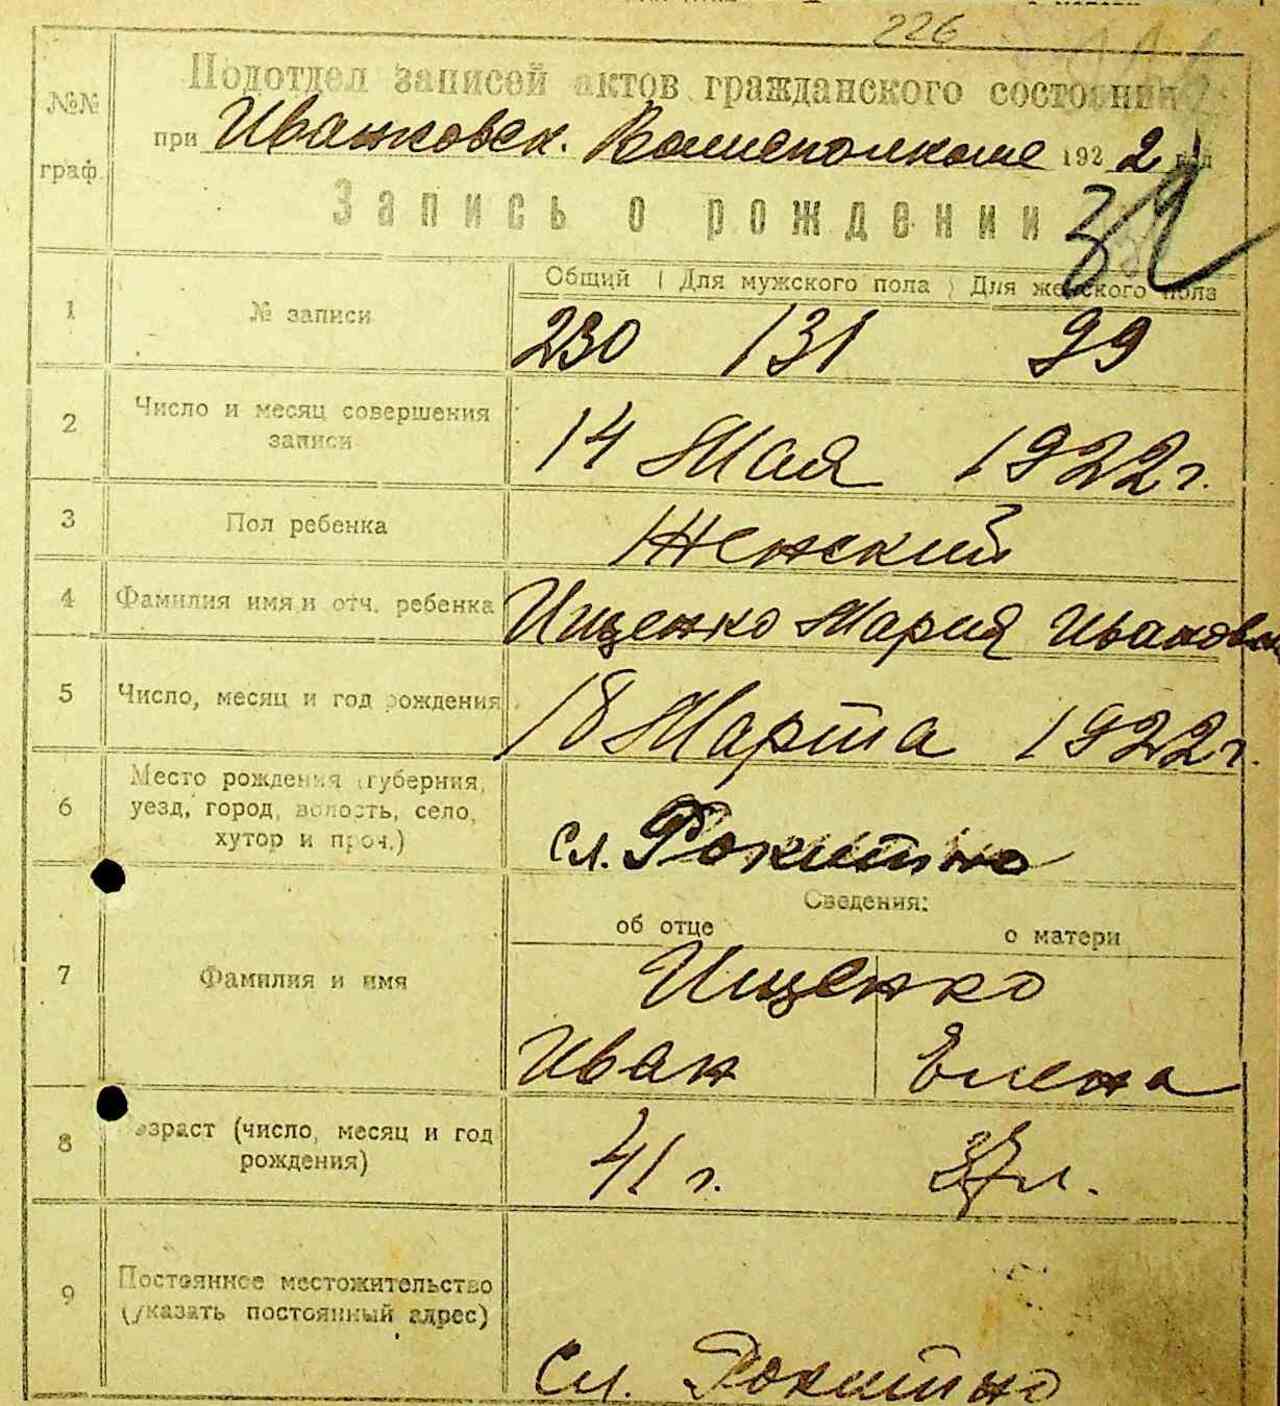 226
№№ граф.
Подотдел записей актов гражданского состояния
при Иванковск. Волисполкоме 1922 год
Запись о рождении
Общий | Для мужского пола | Для женского пола
1 № записи 230 131 99
2 Число и месяц совершения записи 14 Мая 1922 г.
3 Пол ребенка Женский
4 Фамилия имя и отч. ребенка Ищенко Мария Ивановна
5 Число, месяц и год рождения 18 Марта 1922 г.
6 Место рождения (губерния,
уезд, город, волость, село,
хутор и проч.) сл. Рокитно
Сведения:
об отце о матери
7 Фамилия и имя Ищенко
Иван Елена
8 Возраст (число, месяц и год
рождения) 41 г. 37 л.
9 Постоянное местожительство
(указать постоянный адрес)
сл. Рокитно